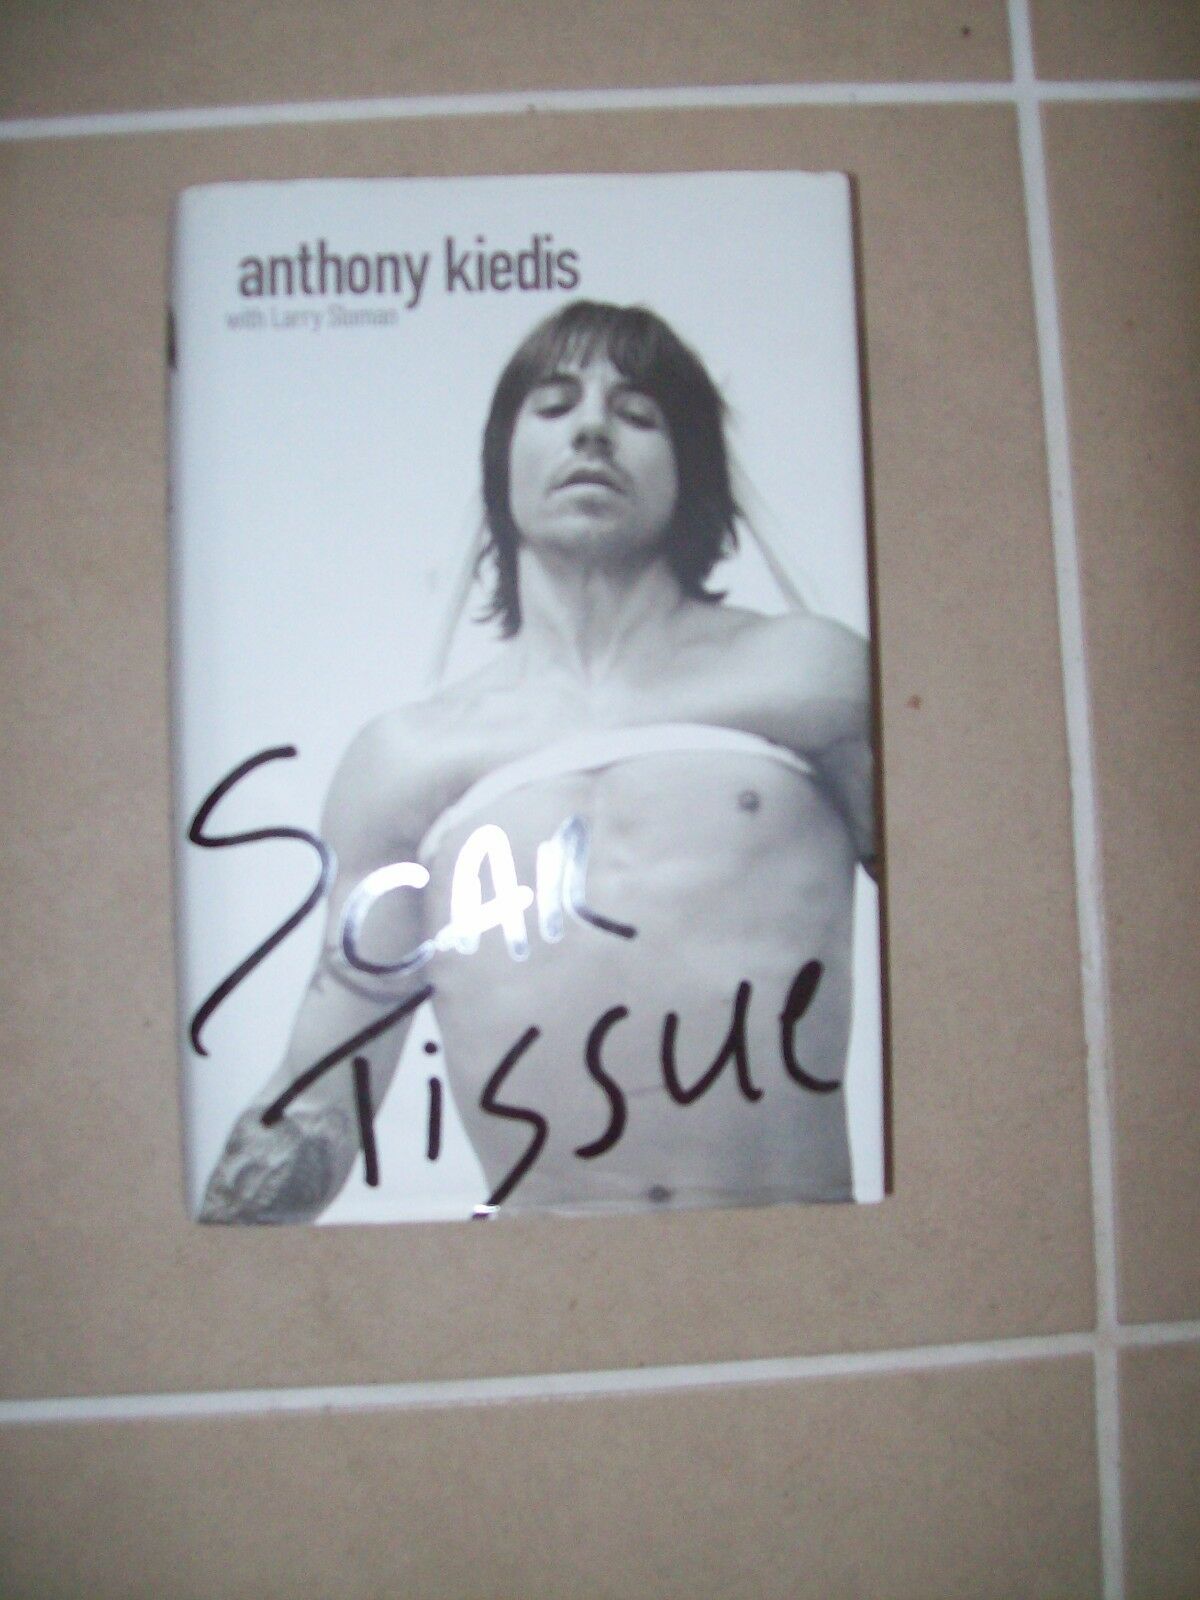 anthony kiedis
with Larry Sloman
SCAR
TISSUE